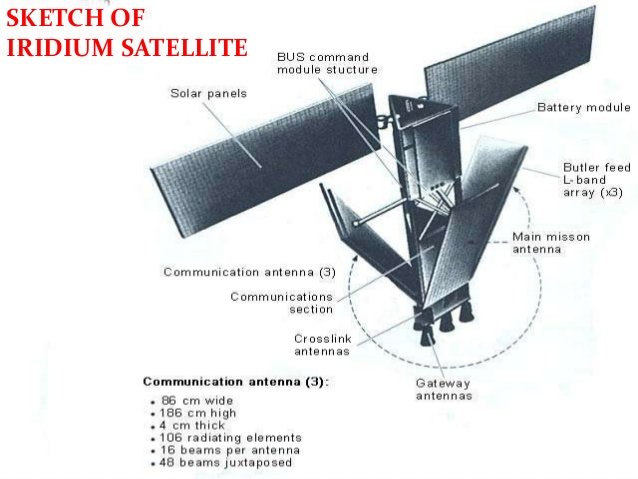 SKETCH OF
IRIDIUM SATELLITE
BUS command
module stucture
Solar panels
Battery module
Butler feed
L-band
array (x3)
Main misson
antenna
Communication antenna (3)
Communications
section
Crosslink
antennas
Gateway
antennas
Communication antenna (3):
• 86 cm wide
• 186 cm high
• 4 cm thick
• 106 radiating elements
• 16 beams per antenna
• 48 beams juxtaposed